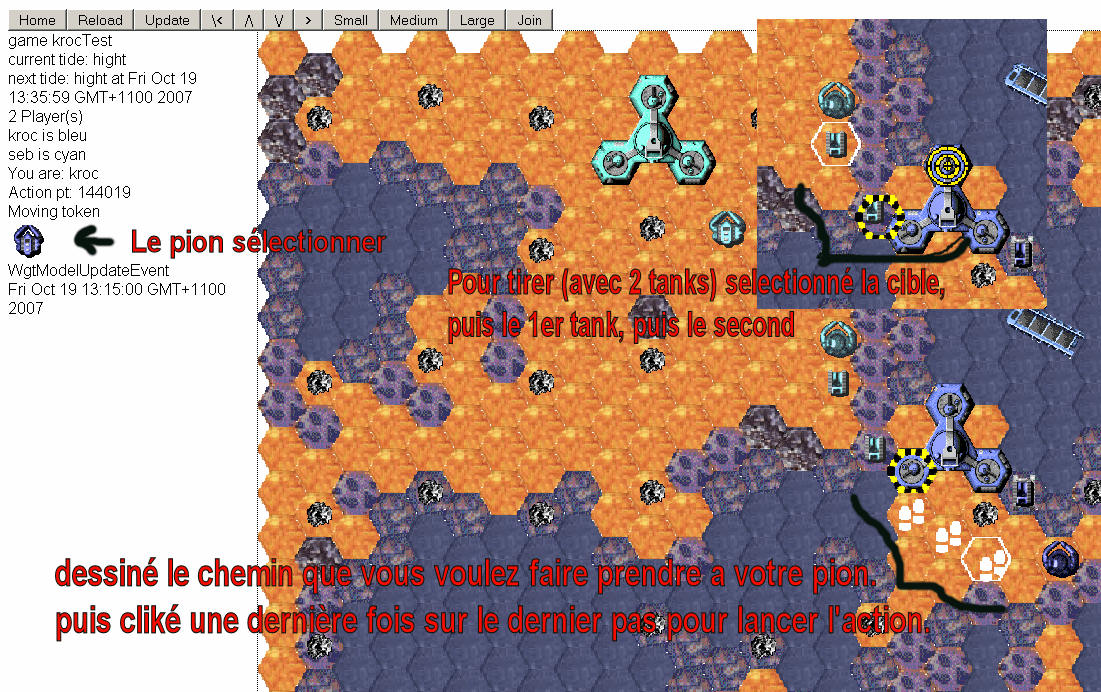 Home Reload Update \< /\ \/ > Small Medium Large Join
game krocTest
current tide: hight
next tide: hight at Fri Oct 19
13:35:59 GMT+1100 2007
2 Player(s)
kroc is bleu
seb is cyan
You are: kroc
Action pt: 144019
Moving token
Le pion sélectionner
WgtModelUpdateEvent
Fri Oct 19 13:15:00 GMT+1100
2007
Pour tirer (avec 2 tanks) selectionné la cible,
puis le 1er tank, puis le second
dessiné le chemin que vous voulez faire prendre a votre pion.
puis cliké une dernière fois sur le dernier pas pour lancer l'action.